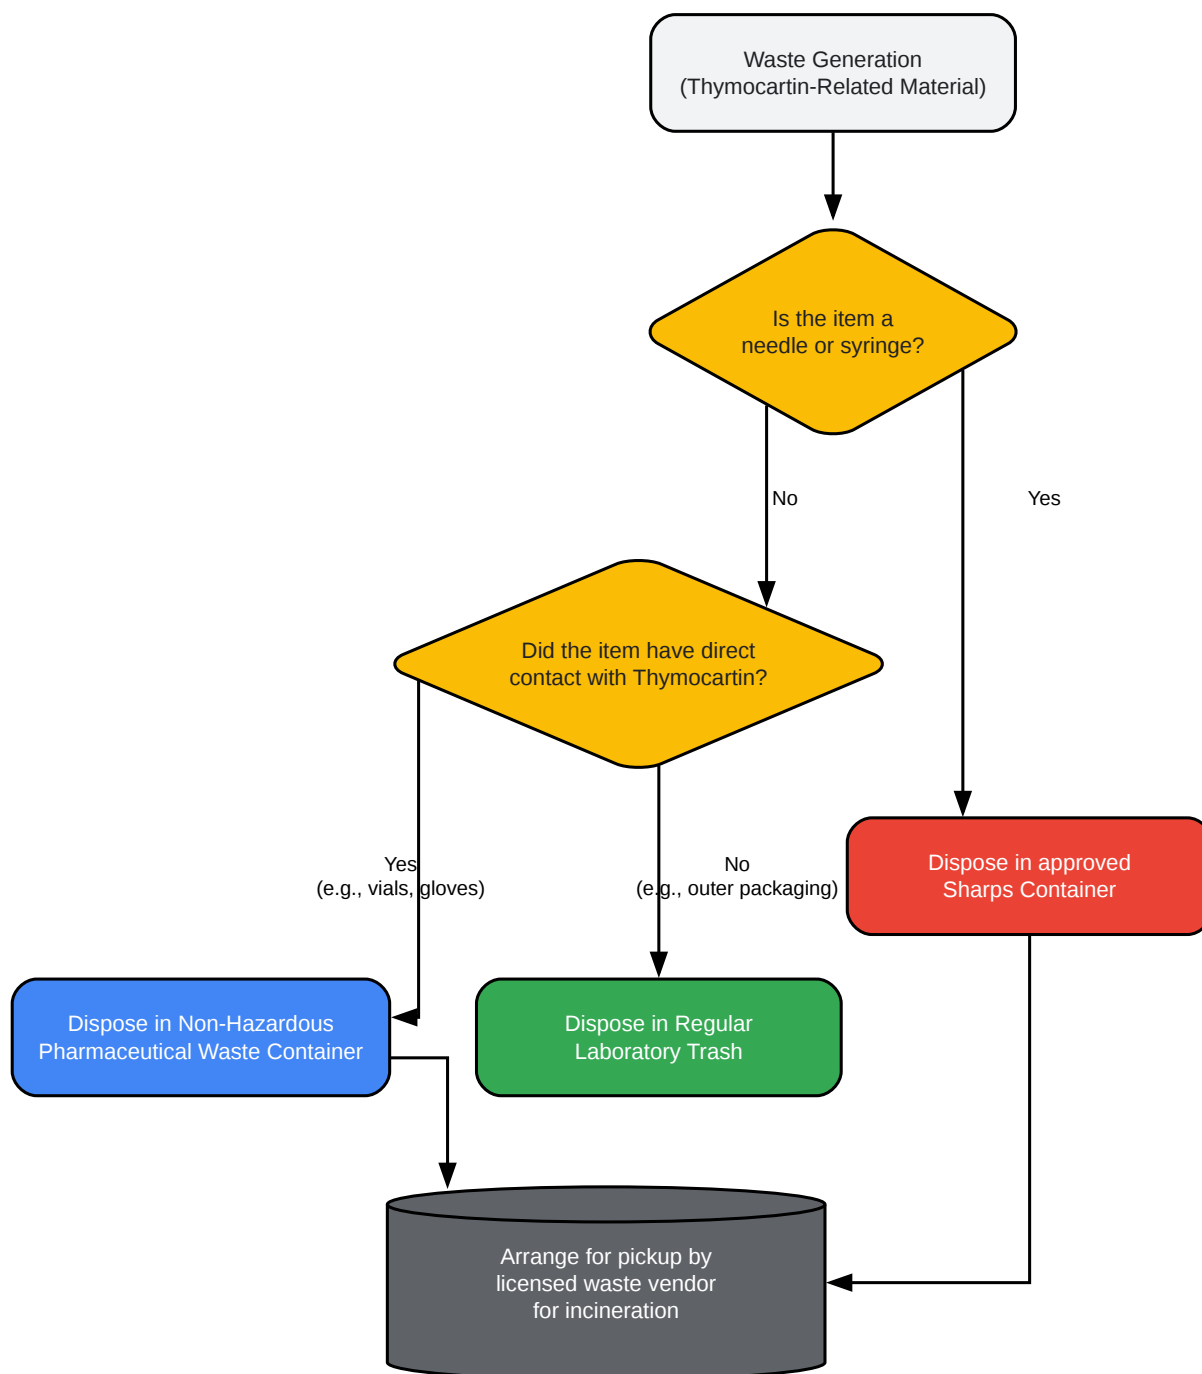 Waste Generation
(Thymocartin-Related Material)
Is the item a
needle or syringe?
No
Yes
Did the item have direct
contact with Thymocartin?
Yes
(e.g., vials, gloves)
No
(e.g., outer packaging)
Dispose in approved
Sharps Container
Dispose in Non-Hazardous
Pharmaceutical Waste Container
Dispose in Regular
Laboratory Trash
Arrange for pickup by
licensed waste vendor
for incineration